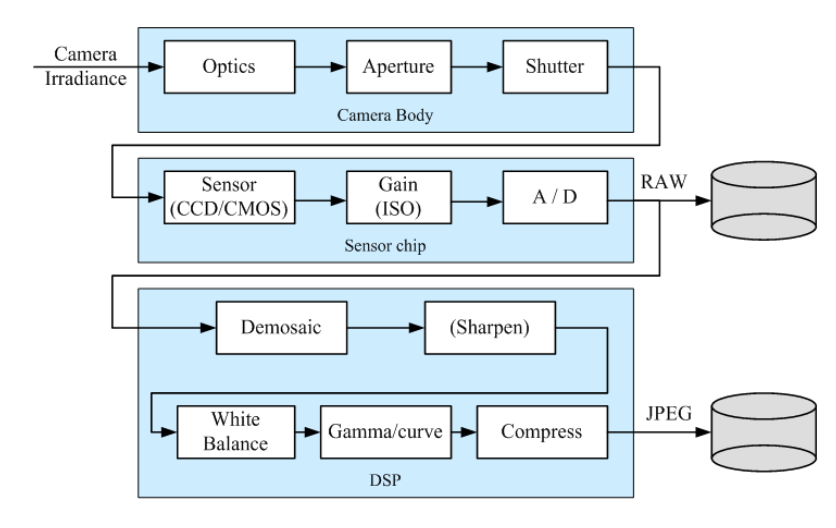 Camera
Irradiance
Optics
Aperture
Shutter
Camera Body
Sensor
(CCD/CMOS)
Gain
(ISO)
A / D
RAW
Sensor chip
Demosaic
(Sharpen)
White
Balance
Gamma/curve
Compress
JPEG
DSP